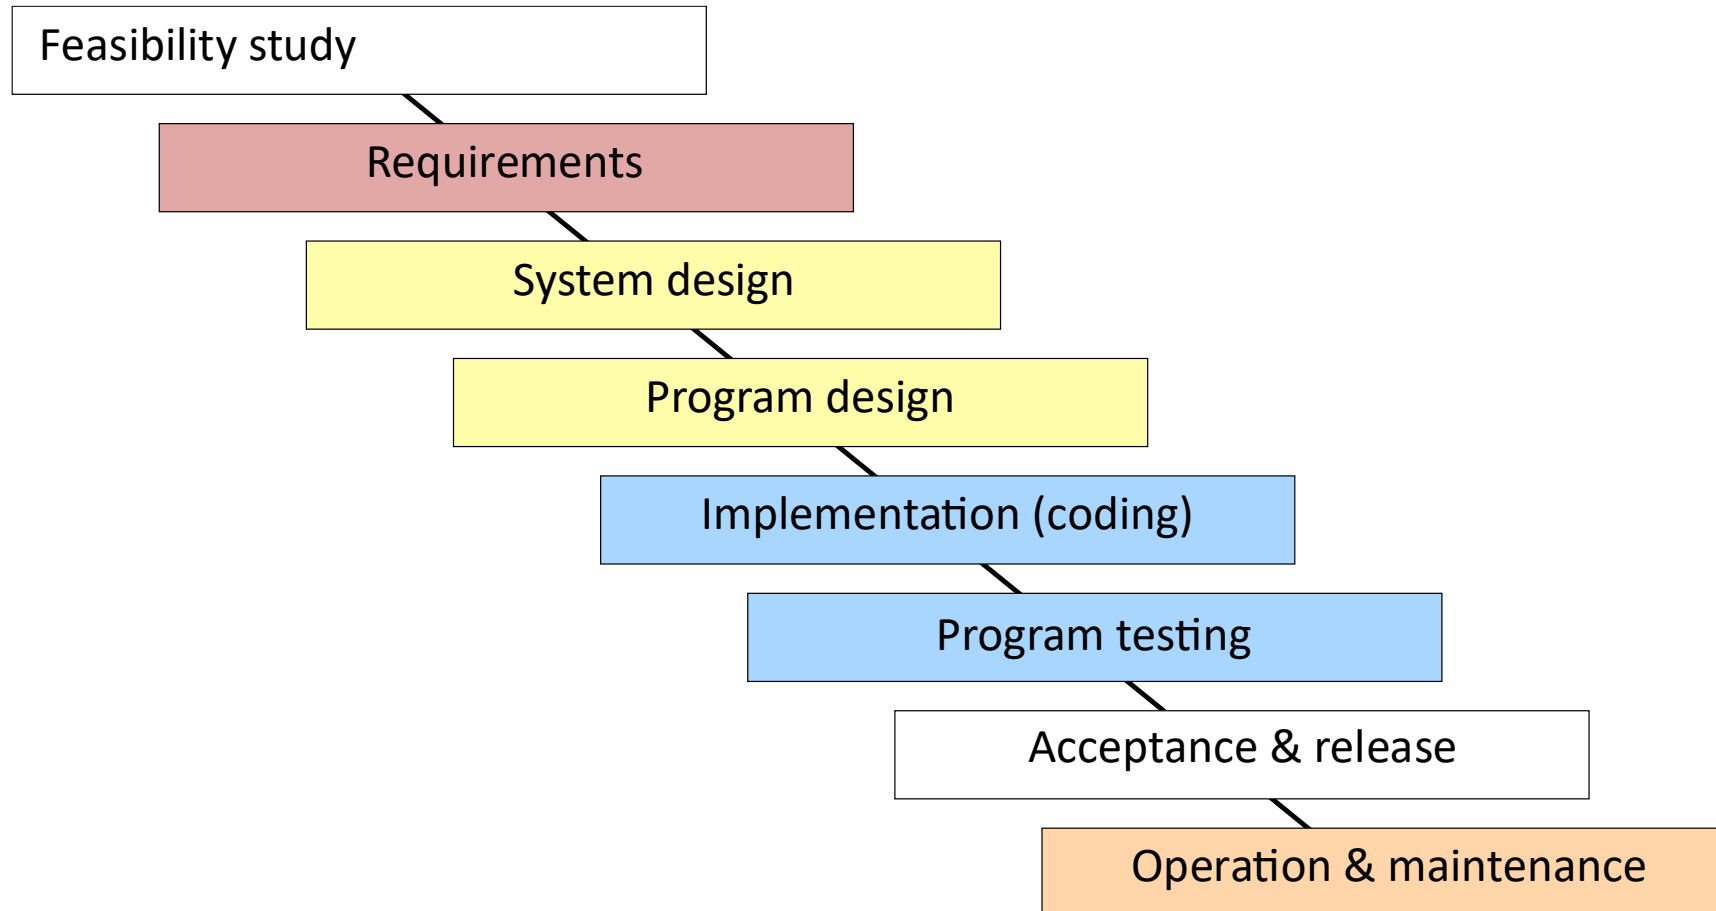 Feasibility study
Requirements
System design
Program design
Implementation (coding)
Program testing
Acceptance & release
Operation & maintenance